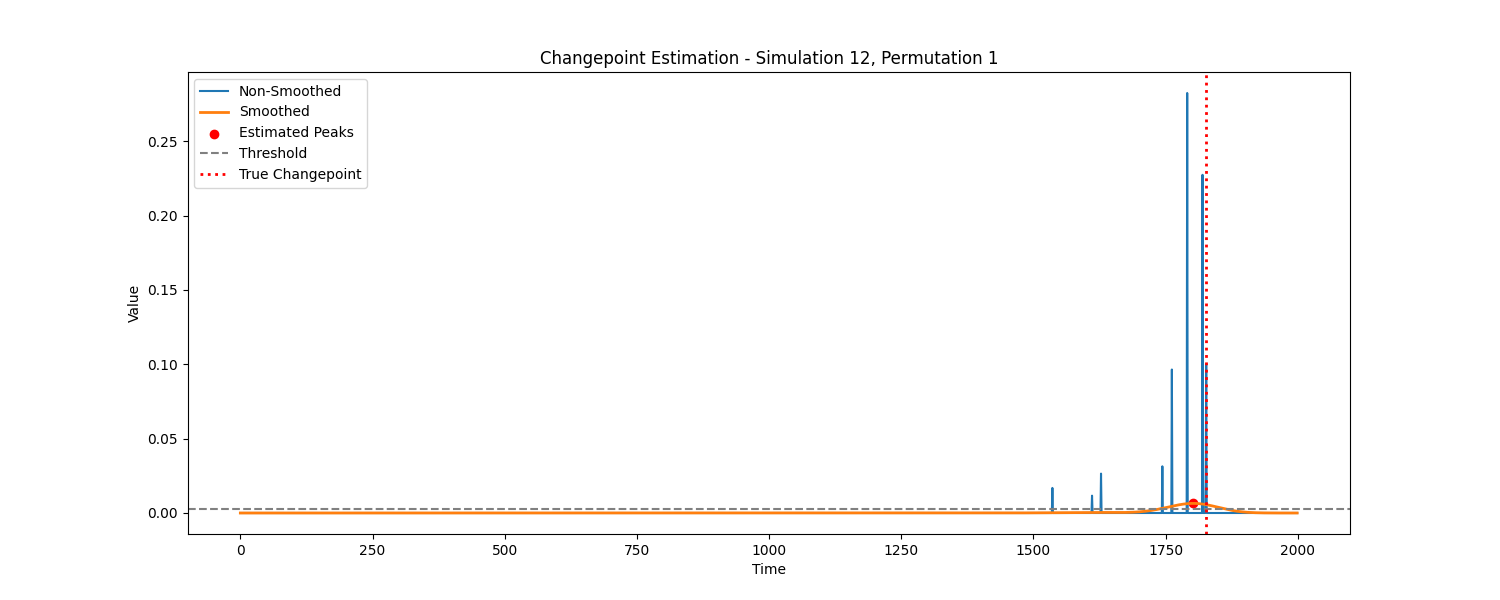 Changepoint Estimation - Simulation 12, Permutation 1
Non-Smoothed
Smoothed
Estimated Peaks
Threshold
True Changepoint
0.25
0.20
0.15
0.10
0.05
0.00
Value
0 250 500 750 1000 1250 1500 1750 2000
Time